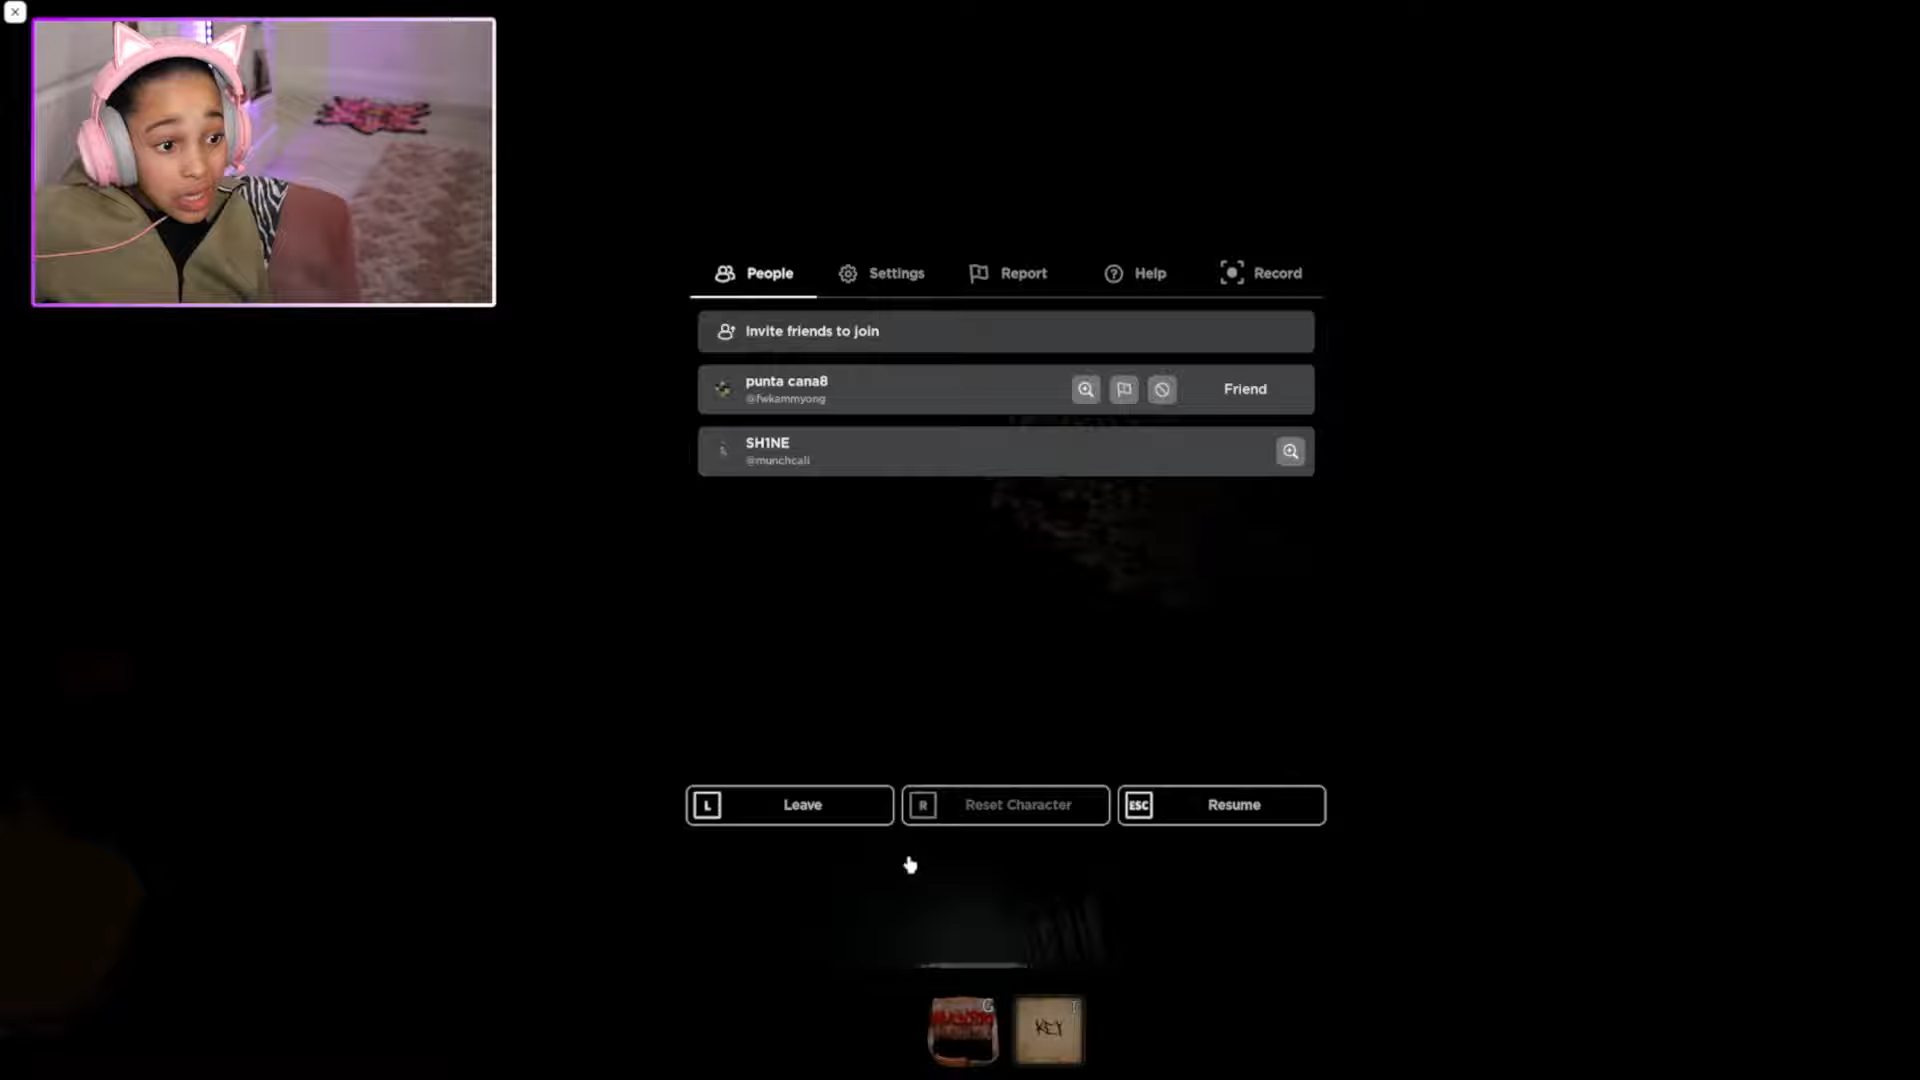 People
Settings
Report
Help
Record
Invite friends to join
punta cana8
@fwkammyong
Friend
SH1NE
@munchcali
L Leave
R Reset Character
ESC Resume
G
T
KEY